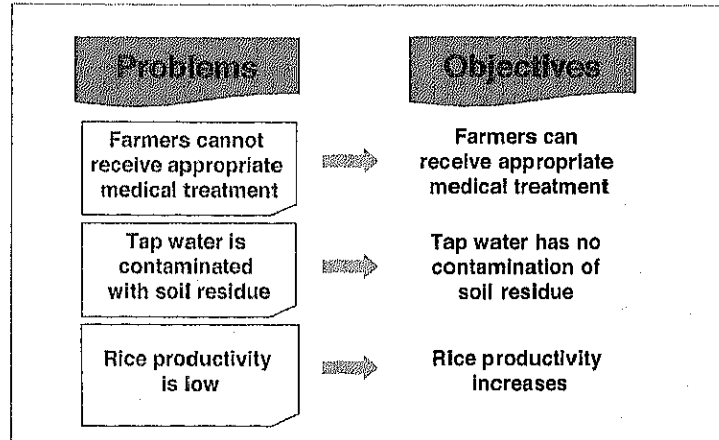 Problems
Objectives
Farmers cannot
receive appropriate
medical treatment
Farmers can
receive appropriate
medical treatment
Tap water is
contaminated
with soil residue
Tap water has no
contamination of
soil residue
Rice productivity
is low
Rice productivity
increases